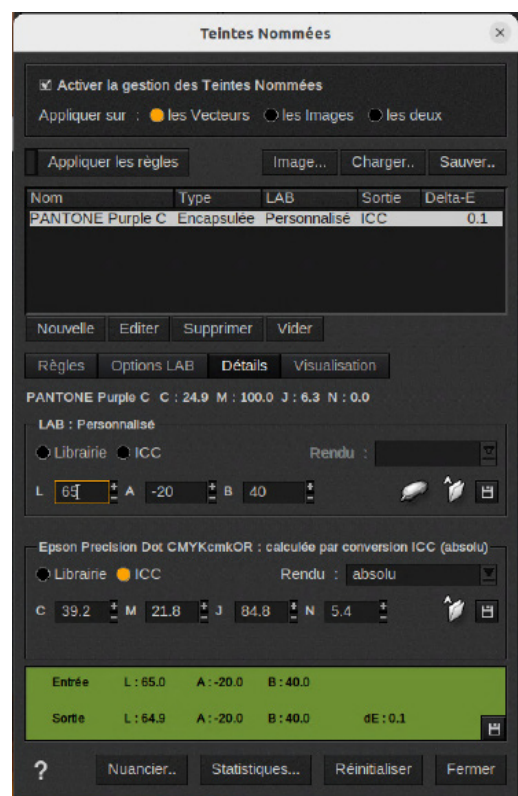 Teintes Nommées
Activer la gestion des Teintes Nommées
Appliquer sur : les Vecteurs les Images les deux
Appliquer les règles Image... Charger.. Sauver..
Nom Type LAB Sortie Delta-E
PANTONE Purple C Encapsulée Personnalisé ICC 0.1
Nouvelle Editer Supprimer Vider
Règles Options LAB Détails Visualisation
PANTONE Purple C C : 24.9 M : 100.0 J : 6.3 N : 0.0
LAB : Personnalisé
Librairie ICC Rendu :
L 65 A -20 B 40
Epson Precision Dot CMYKcmkOR : calculée par conversion ICC (absolu)
Librairie ICC Rendu : absolu
C 39.2 M 21.8 J 84.8 N 5.4
Entrée L : 65.0 A : -20.0 B : 40.0
Sortie L : 64.9 A : -20.0 B : 40.0 dE : 0.1
? Nuancier.. Statistiques... Réinitialiser Fermer